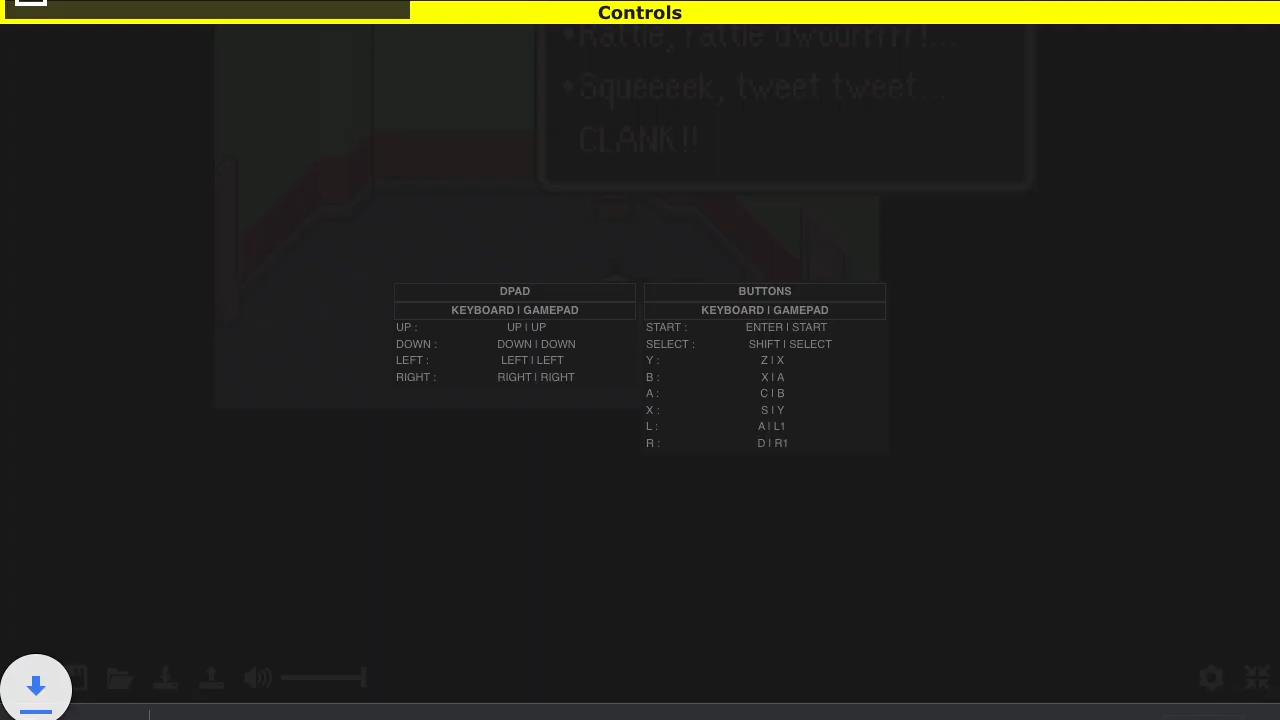 Controls
•Rattle, rattle dwourrrrr!...
•Squeeeek, tweet tweet...
CLANK!!
DPAD
KEYBOARD | GAMEPAD
UP : UP | UP
DOWN : DOWN | DOWN
LEFT : LEFT | LEFT
RIGHT : RIGHT | RIGHT
BUTTONS
KEYBOARD | GAMEPAD
START : ENTER | START
SELECT : SHIFT | SELECT
Y : Z | X
B : X | A
A : C | B
X : S | Y
L : A | L1
R : D | R1